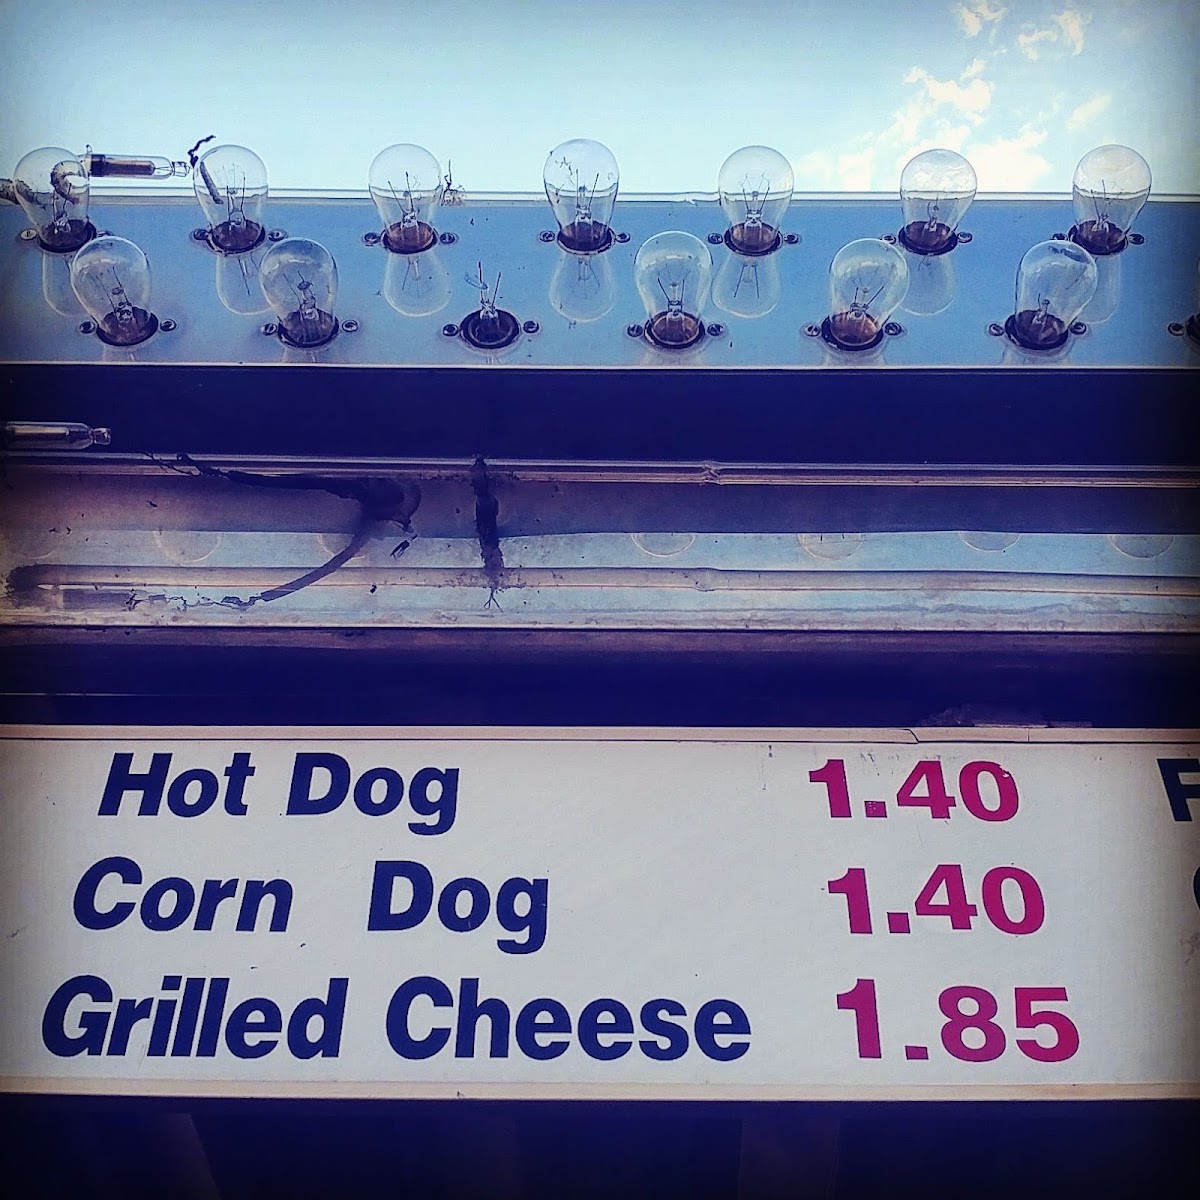 Hot Dog 1.40
Corn Dog 1.40
Grilled Cheese 1.85